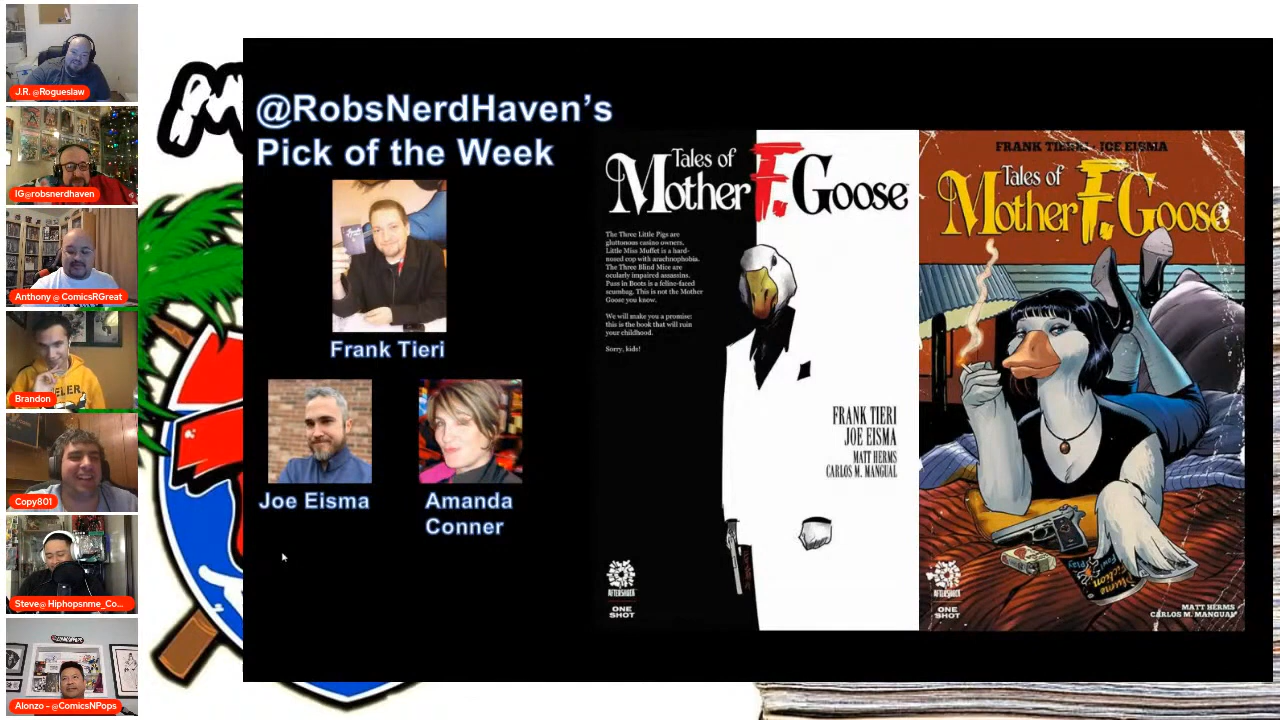 J.R. @Rogueslaw
IG@robsnerdhaven
Anthony @ ComicsRGreat
Brandon
Copy801
Steve@ Hiphopsnme_Co...
Alonzo - @ComicsNPops
@RobsNerdHaven's
Pick of the Week
Frank Tieri
Joe Eisma
Amanda
Conner
Tales of
Mother F. Goose
The Three Little Pigs are
gluttonous casino owners.
Little Miss Muffet is a hard-
nosed cop with arachnophobia.
The Three Blind Mice are
ocularly impaired assassins.
Puss in Boots is a feline-faced
scumbag. This is not the Mother
Goose you know.
We will make you a promise:
this is the book that will ruin
your childhood.
Sorry, kids!
FRANK TIERI
JOE EISMA
MATT HERMS
CARLOS M. MANGUAL
AFTERSHOCK
ONE
SHOT
FRANK TIERI · JOE EISMA
Tales of
Mother F. Goose
Plume
Fiction
AFTERSHOCK
ONE
SHOT
MATT HERMS
CARLOS M. MANGUAL
ELER